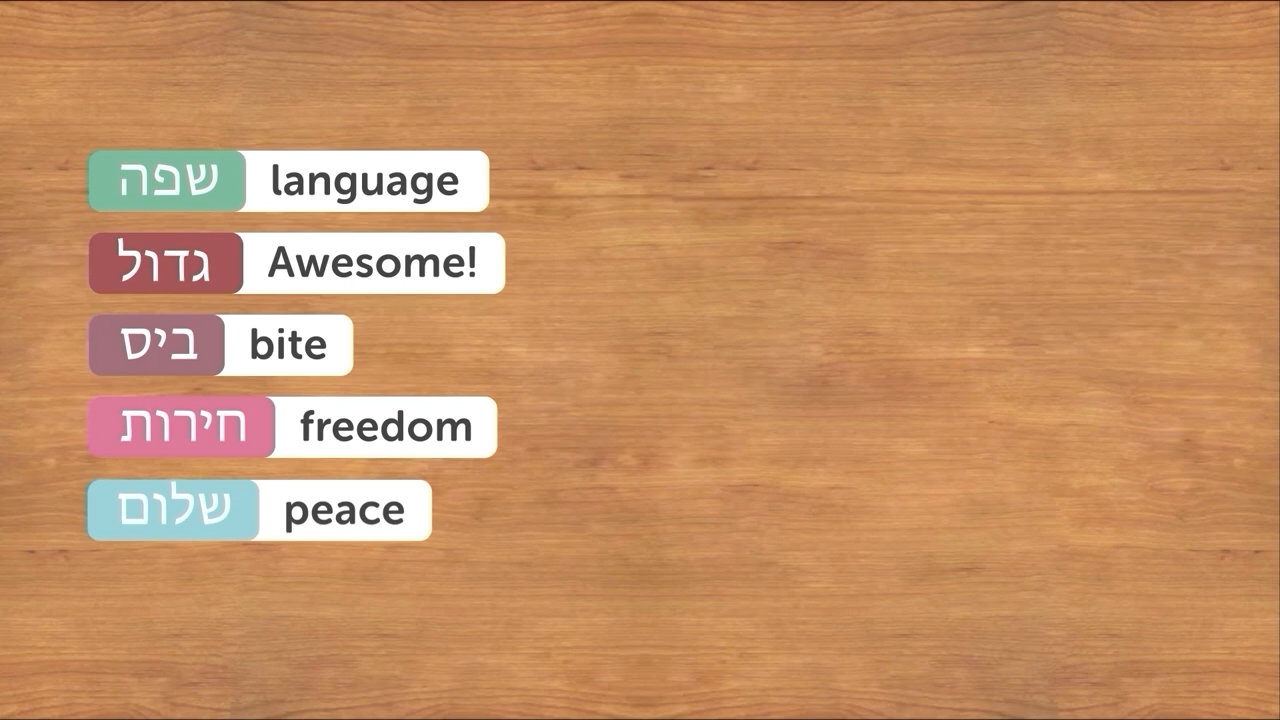 שפה language
גדול Awesome!
ביס bite
חירות freedom
שלום peace